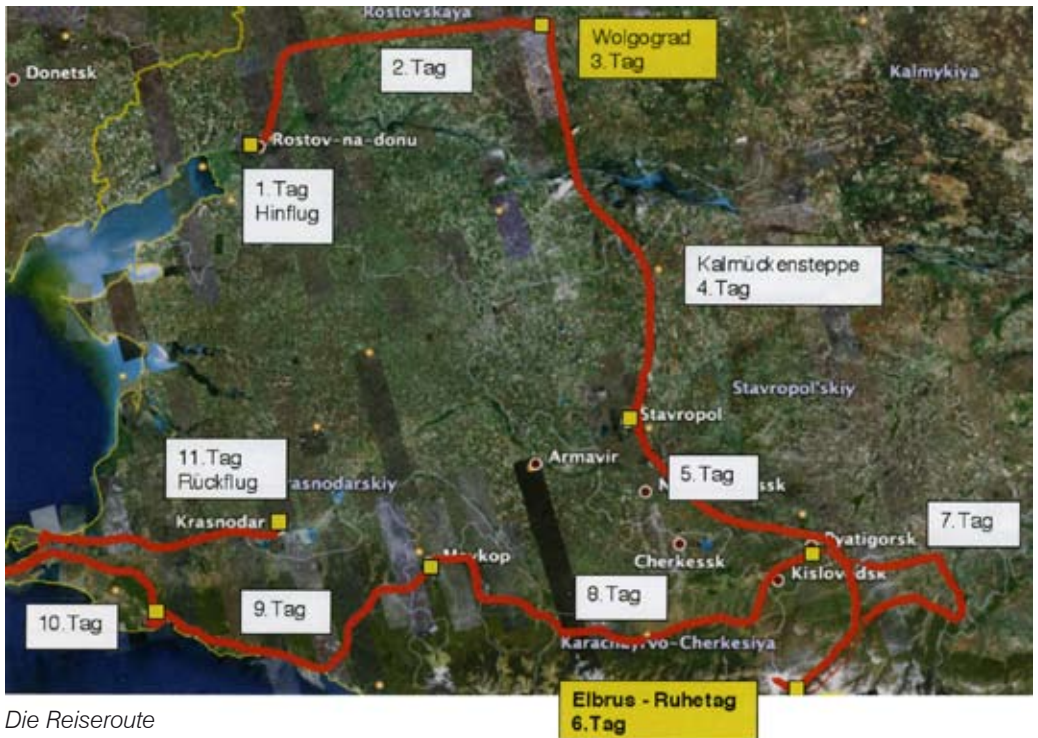 Rostovskaya
Donetsk
2.Tag
Wolgograd
3.Tag
Kalmykiya
Rostov-na-donu
1.Tag
Hinflug
Kalmückensteppe
4.Tag
Stavropol'skiy
Stavropol
11.Tag
Rückflug
rasnodarskiy
Armavir
5.Tag
ssk
7.Tag
Krasnodar
Pyatigorsk
Cherkessk
Kislovodsk
8.Tag
9.Tag
10.Tag
Karachayevo-Cherkesiya
Elbrus - Ruhetag
6.Tag
Die Reiseroute